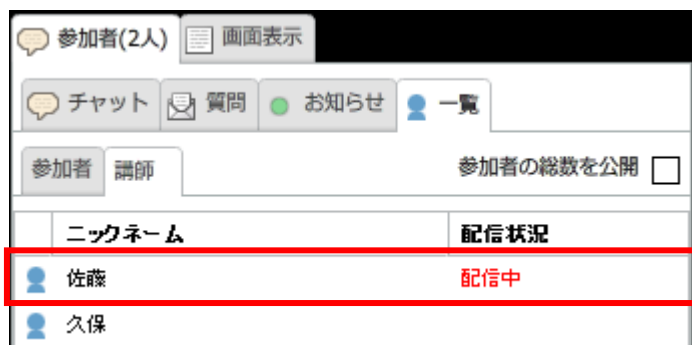 参加者(2人) 画面表示
チャット 質問 お知らせ 一覧
参加者 講師 参加者の総数を公開
ニックネーム 配信状況
佐藤 配信中
久保